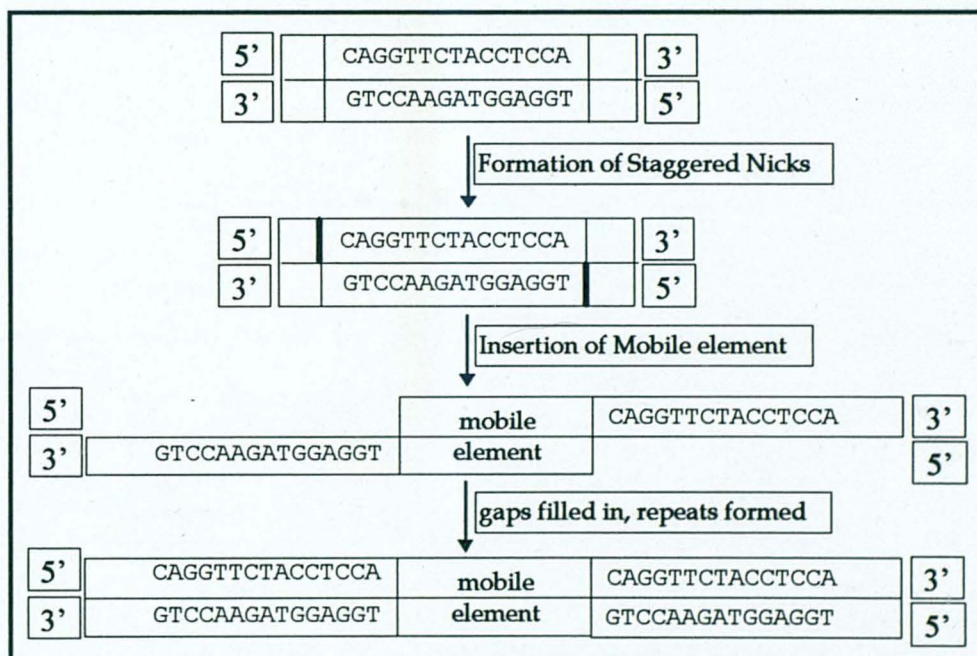 5’ CAGGTTCTACCTCCA 3’
3’ GTCCAAGATGGAGGT 5’
Formation of Staggered Nicks
5’ CAGGTTCTACCTCCA 3’
3’ GTCCAAGATGGAGGT 5’
Insertion of Mobile element
5’ mobile CAGGTTCTACCTCCA 3’
3’ GTCCAAGATGGAGGT element 5’
gaps filled in, repeats formed
5’ CAGGTTCTACCTCCA mobile CAGGTTCTACCTCCA 3’
3’ GTCCAAGATGGAGGT element GTCCAAGATGGAGGT 5’